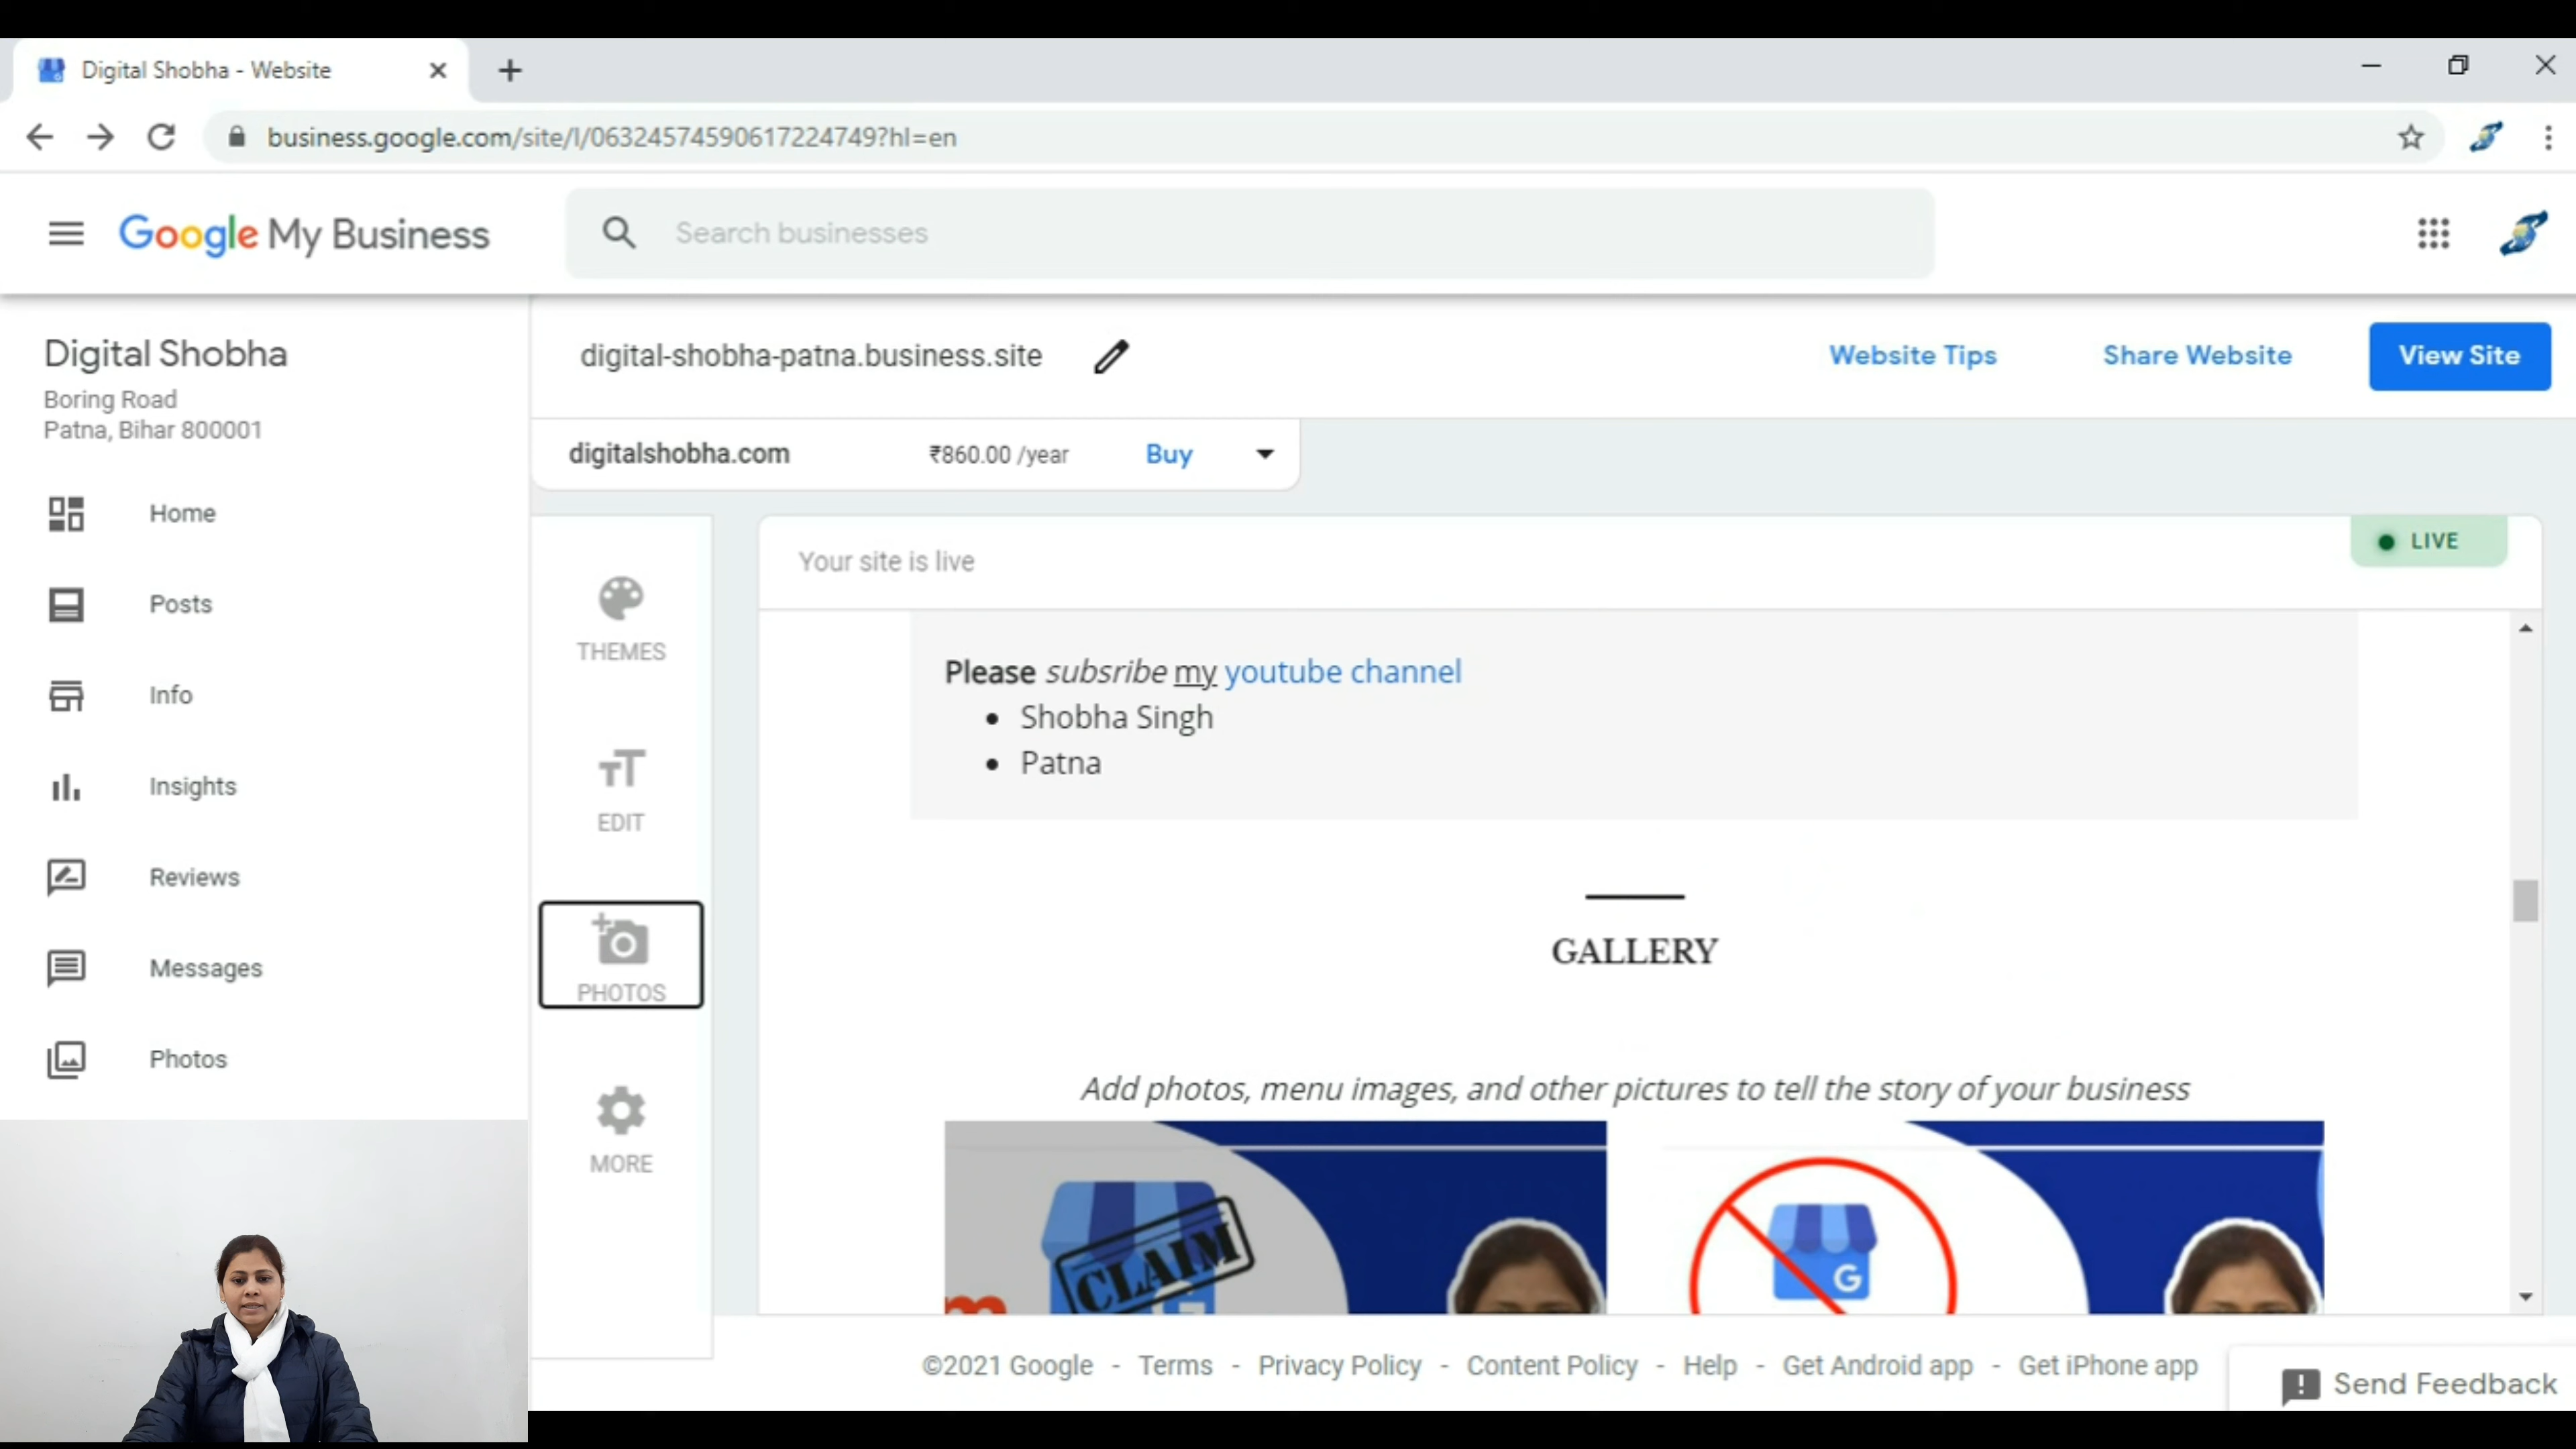 Digital Shobha - Website
business.google.com/site/l/06324574590617224749?hl=en
Google My Business
Search businesses
Digital Shobha
Boring Road
Patna, Bihar 800001
Home
Posts
Info
Insights
Reviews
Messages
Photos
digital-shobha-patna.business.site
Website Tips
Share Website
View Site
digitalshobha.com ₹860.00 /year Buy
THEMES
EDIT
PHOTOS
MORE
Your site is live
LIVE
Please subsribe my youtube channel
• Shobha Singh
• Patna
GALLERY
Add photos, menu images, and other pictures to tell the story of your business
CLAIM
G
G
©2021 Google - Terms - Privacy Policy - Content Policy - Help - Get Android app - Get iPhone app
Send Feedback